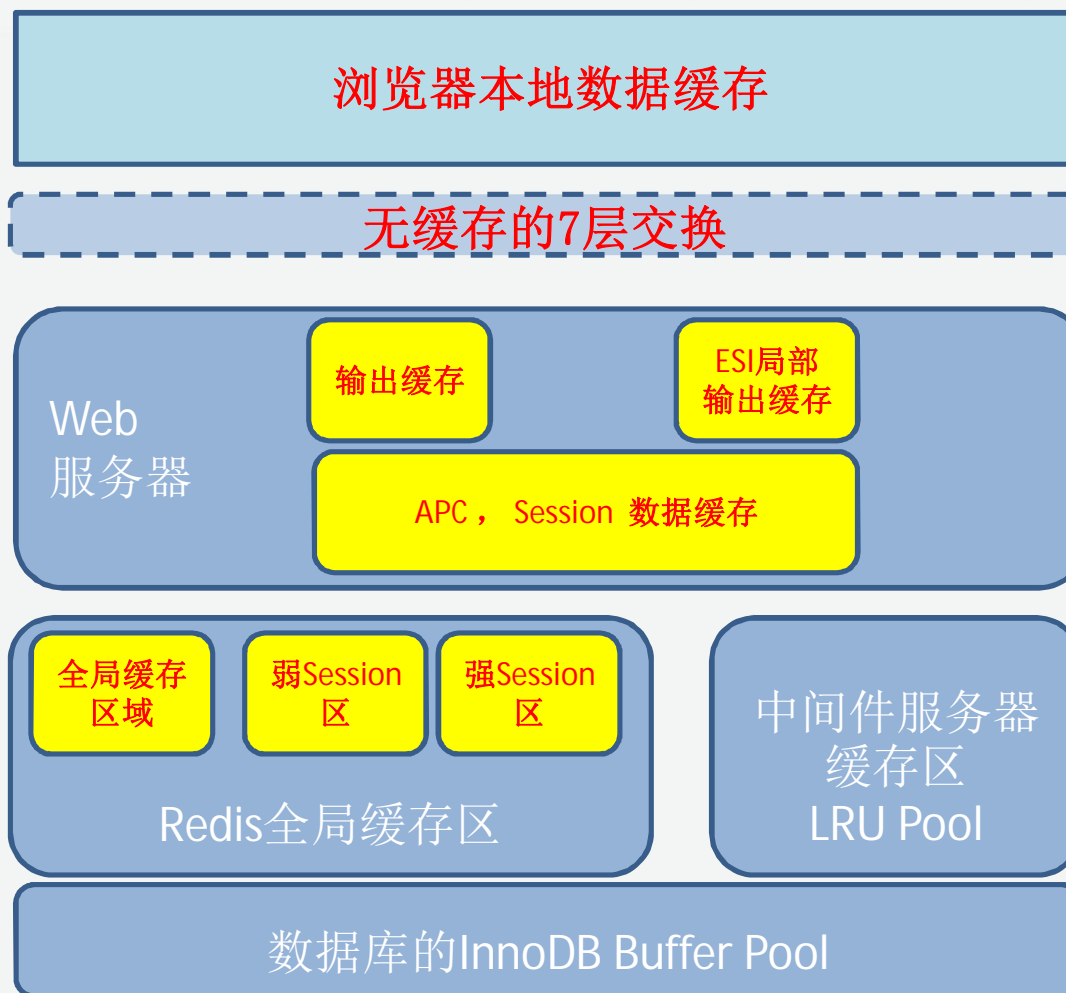 浏览器本地数据缓存
无缓存的7层交换
输出缓存
ESI局部
输出缓存
Web
服务器
APC ， Session 数据缓存
全局缓存
区域
弱Session
区
强Session
区
Redis全局缓存区
中间件服务器
缓存区
LRU Pool
数据库的InnoDB Buffer Pool